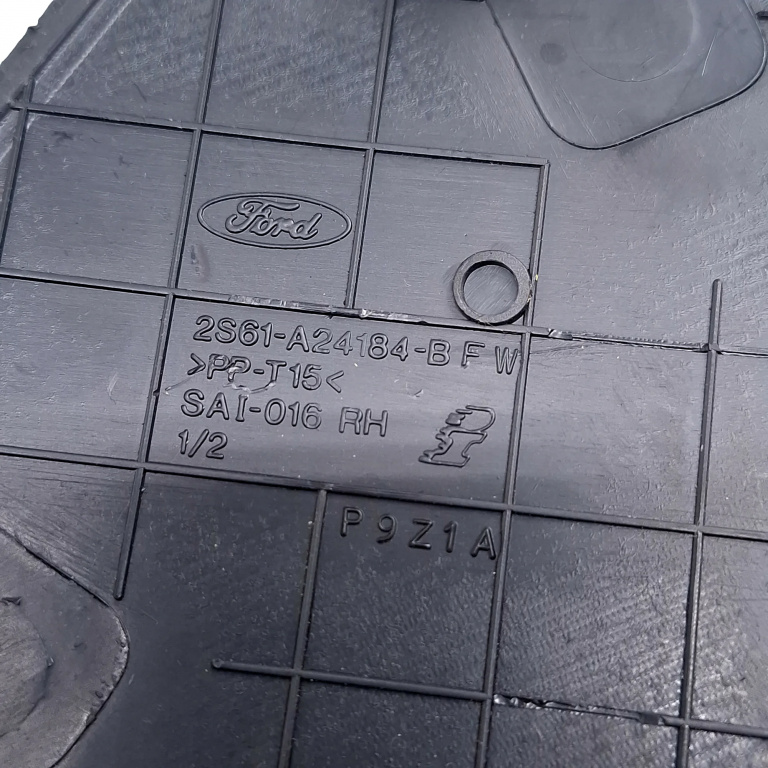 Ford
2S61-A24184-B F W
>PP-T15<
SAI-016 RH
1/2
P9Z1A